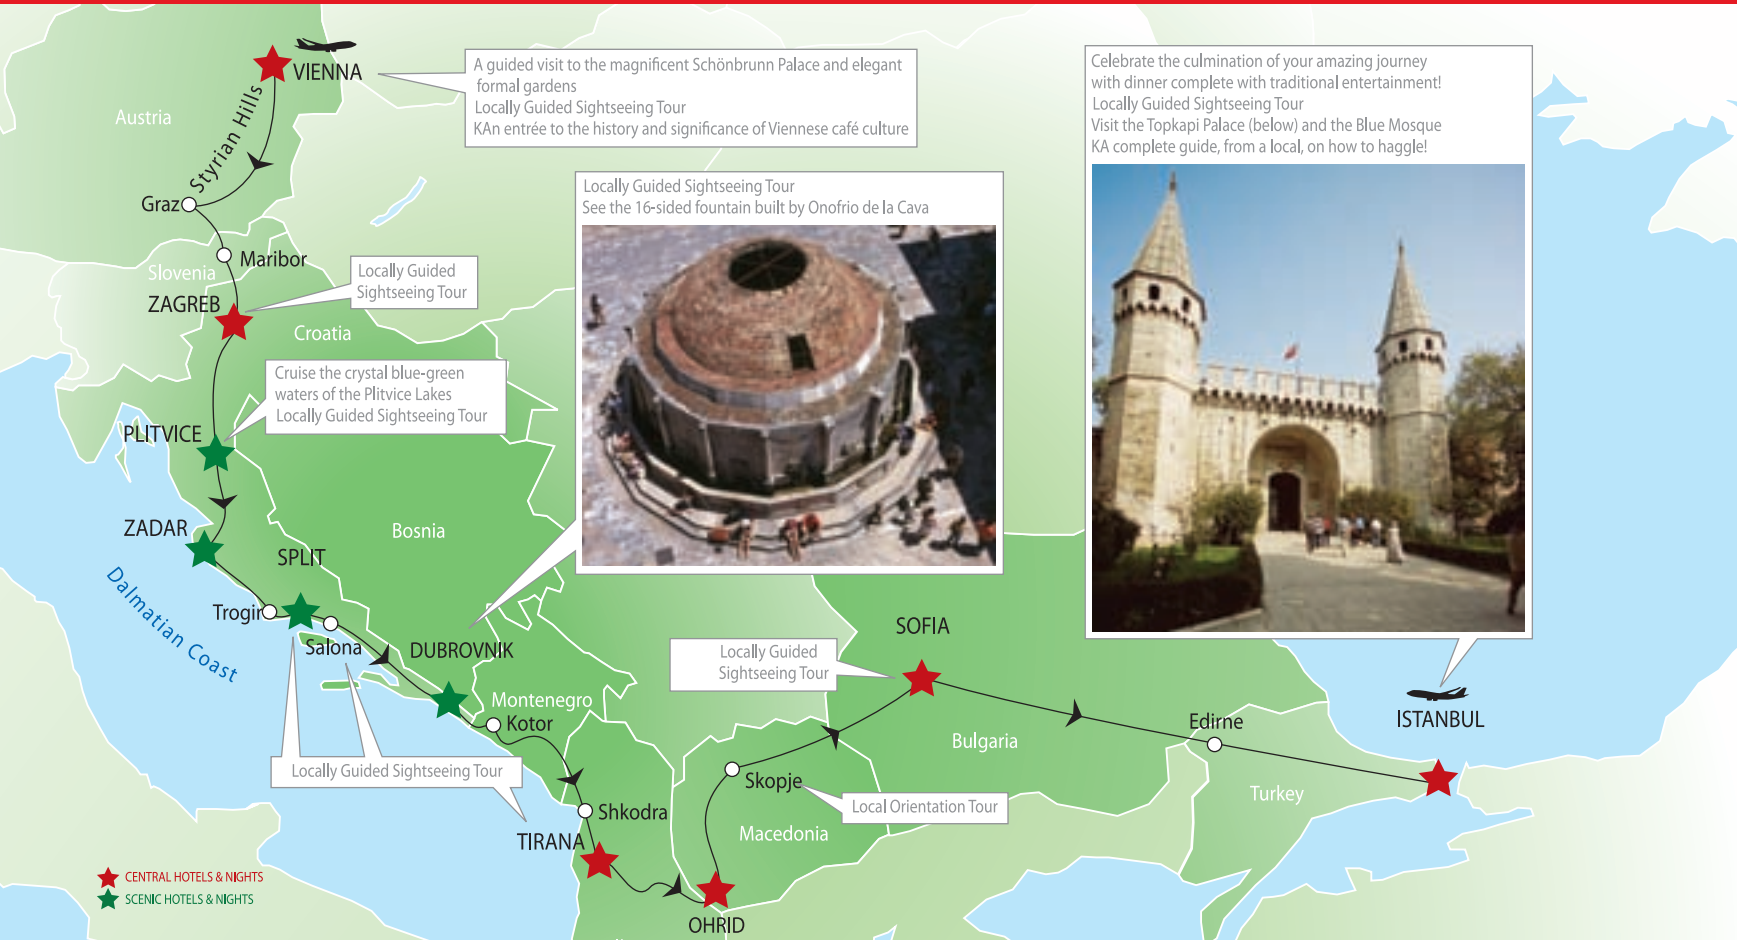 VIENNA
A guided visit to the magnificent Schönbrunn Palace and elegant
formal gardens
Locally Guided Sightseeing Tour
KAn entrée to the history and significance of Viennese café culture
Celebrate the culmination of your amazing journey
with dinner complete with traditional entertainment!
Locally Guided Sightseeing Tour
Visit the Topkapi Palace (below) and the Blue Mosque
KA complete guide, from a local, on how to haggle!
Austria
Styrian Hills
Graz
Locally Guided Sightseeing Tour
See the 16-sided fountain built by Onofrio de la Cava
Maribor
Slovenia
Locally Guided
Sightseeing Tour
ZAGREB
Croatia
Cruise the crystal blue-green
waters of the Plitvice Lakes
Locally Guided Sightseeing Tour
PLITVICE
ZADAR
Bosnia
SPLIT
Dalmatian Coast
Trogir
Salona
DUBROVNIK
SOFIA
Locally Guided
Sightseeing Tour
Montenegro
Kotor
ISTANBUL
Edirne
Bulgaria
Locally Guided Sightseeing Tour
Skopje
Turkey
Local Orientation Tour
Shkodra
Macedonia
TIRANA
CENTRAL HOTELS & NIGHTS
SCENIC HOTELS & NIGHTS
OHRID